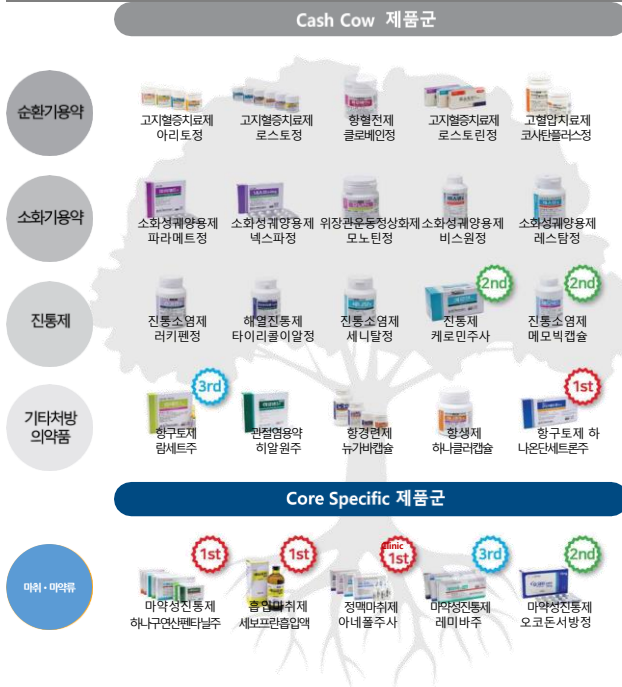 Cash Cow 제품군
순환기용약
고지혈증치료제
아리토정
고지혈증치료제
로스토정
항혈전제
클로베인정
고지혈증치료제
로스토린정
고혈압치료제
코사탄플러스정
소화기용약
소화성궤양용제
파라메트정
소화성궤양용제
넥스파정
위장관운동정상화제
모노틴정
소화성궤양용제
비스원정
소화성궤양용제
레스탐정
진통제
진통소염제
러키펜정
해열진통제
타이리콜이알정
진통소염제
세니탈정
2nd
진통제
케로민주사
2nd
진통소염제
메모빅캡슐
기타처방
의약품
3rd
항구토제
람세트주
관절염용약
히알원주
항경련제
뉴가바캡슐
항생제
하나클러캡슐
1st
항구토제 하
나온단세트론주
Core Specific 제품군
마취·마약류
1st
마약성진통제
하나구연산펜타닐주
1st
흡입마취제
세보프란흡입액
Clinic
1st
정맥마취제
아네폴주사
3rd
마약성진통제
레미바주
2nd
마약성진통제
오코돈서방정